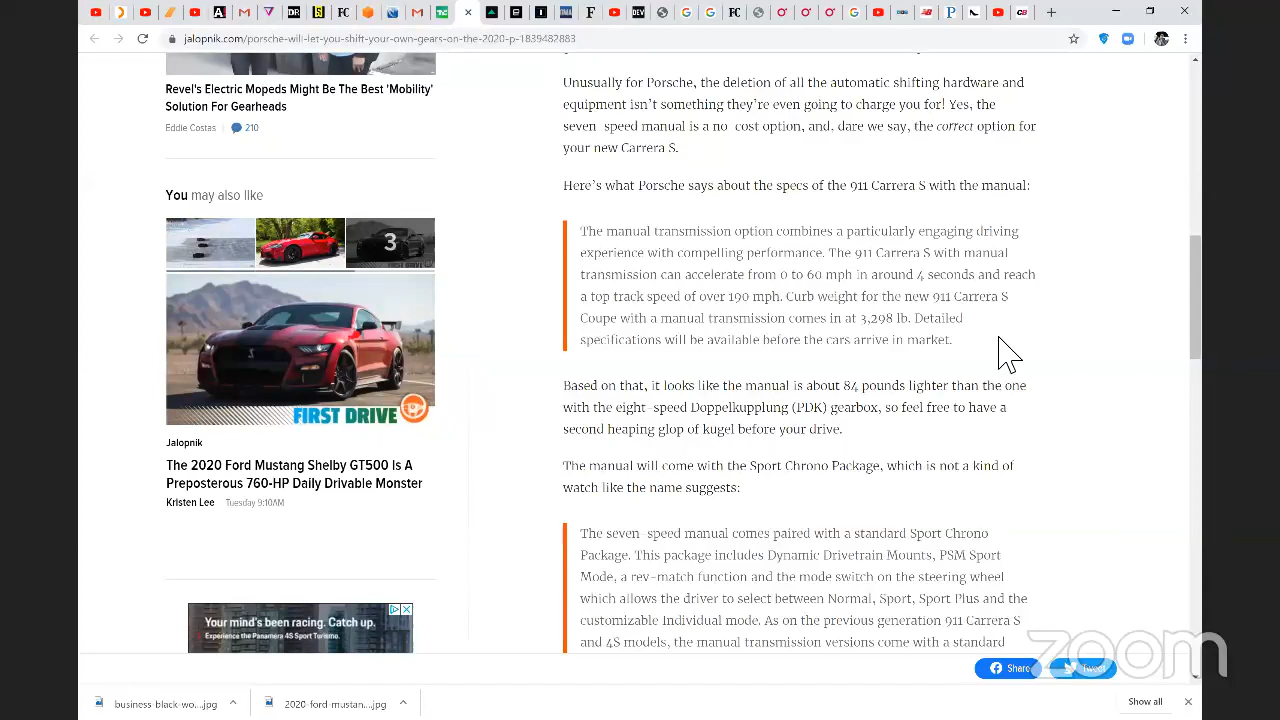 jalopnik.com/porsche-will-let-you-shift-your-own-gears-on-the-2020-p-1839482883
Revel's Electric Mopeds Might Be The Best 'Mobility'
Solution For Gearheads
Eddie Costas
210
You may also like
3
FIRST DRIVE
Jalopnik
The 2020 Ford Mustang Shelby GT500 Is A
Preposterous 760-HP Daily Drivable Monster
Kristen Lee Tuesday 9:10AM
Your mind's been racing. Catch up.
Experience the Panamera 4S Sport Turismo.
Unusually for Porsche, the deletion of all the automatic shifting hardware and
equipment isn't something they're even going to charge you for! Yes, the
seven-speed manual is a no-cost option, and, dare we say, the correct option for
your new Carrera S.
Here's what Porsche says about the specs of the 911 Carrera S with the manual:
The manual transmission option combines a particularly engaging driving
experience with compelling performance. The 911 Carrera S with manual
transmission can accelerate from 0 to 60 mph in around 4 seconds and reach
a top track speed of over 190 mph. Curb weight for the new 911 Carrera S
Coupe with a manual transmission comes in at 3,298 lb. Detailed
specifications will be available before the cars arrive in market.
Based on that, it looks like the manual is about 84 pounds lighter than the one
with the eight-speed Doppelkupplung (PDK) gearbox, so feel free to have a
second heaping glop of kugel before your drive.
The manual will come with the Sport Chrono Package, which is not a kind of
watch like the name suggests:
The seven-speed manual comes paired with a standard Sport Chrono
Package. This package includes Dynamic Drivetrain Mounts, PSM Sport
Mode, a rev-match function and the mode switch on the steering wheel
which allows the driver to select between Normal, Sport, Sport Plus and the
customizable Individual mode. As on the previous generation 911 Carrera S
and 4S models, the manual transmission versions come with a standard
Share
Tweet
zoom
business-black-wo....jpg
2020-ford-mustan....jpg
Show all